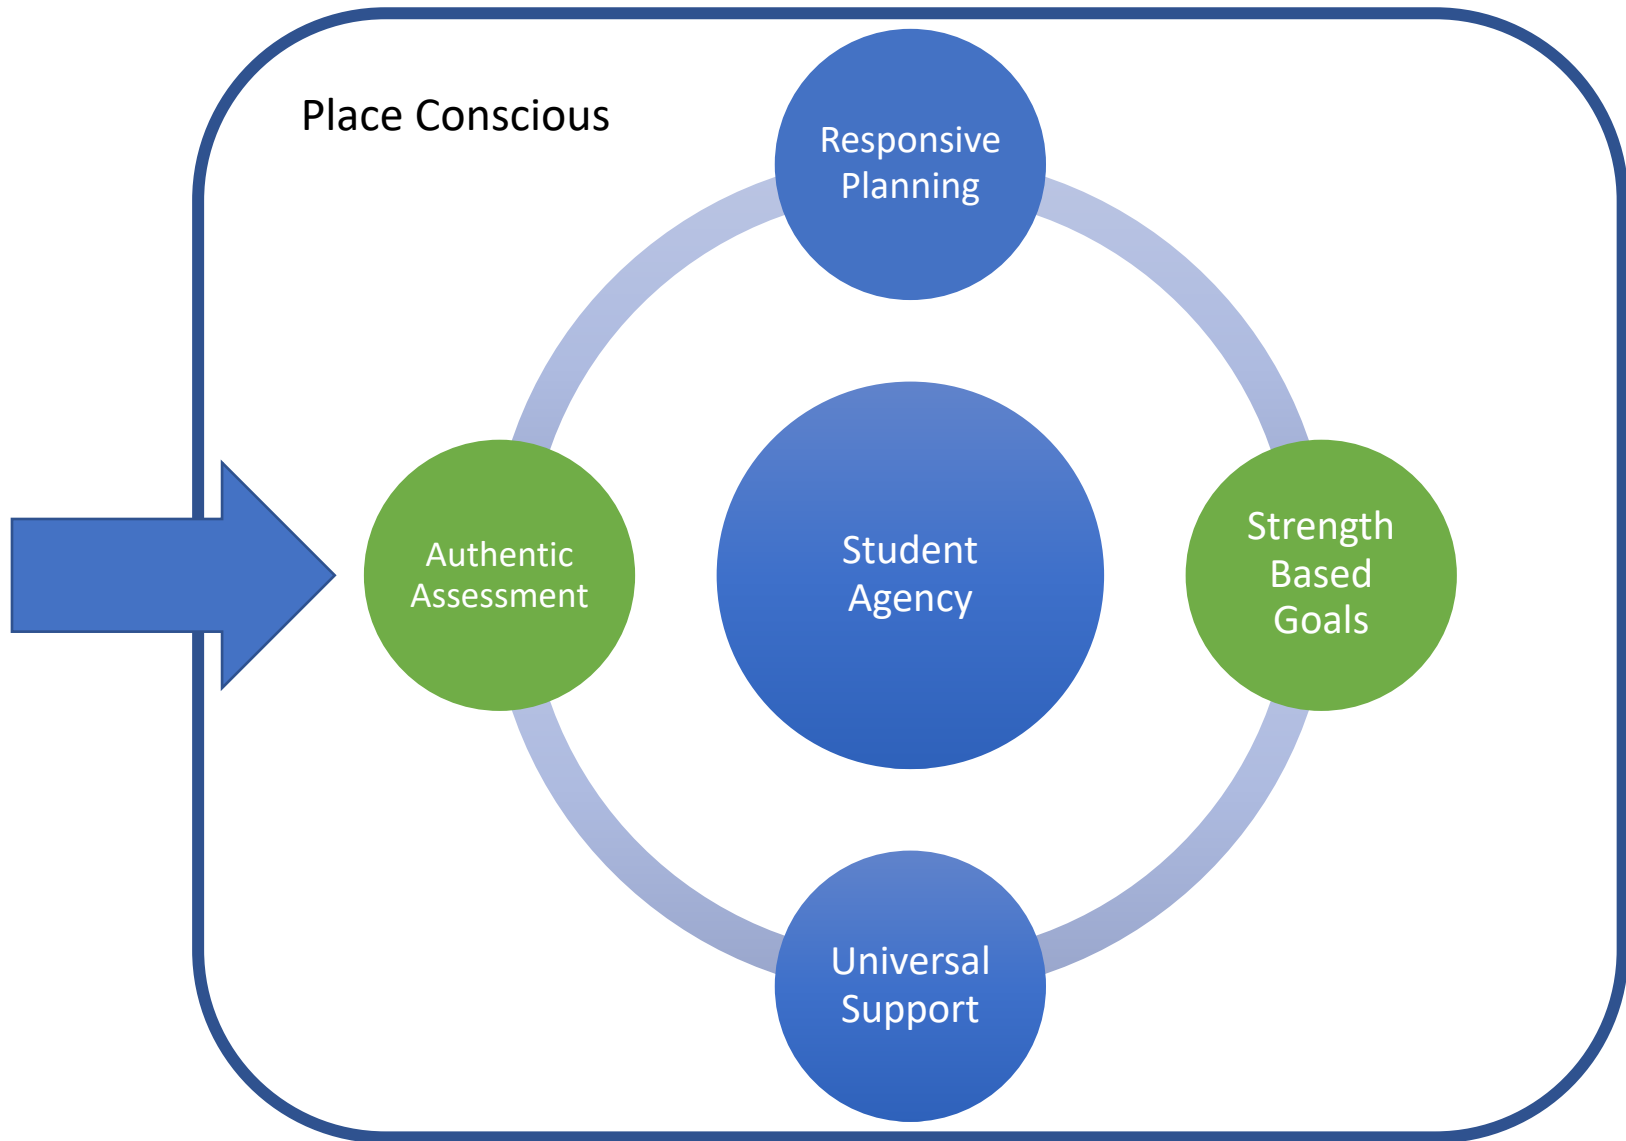 Place Conscious
Responsive
Planning
Authentic
Assessment
Student
Agency
Strength
Based
Goals
Universal
Support